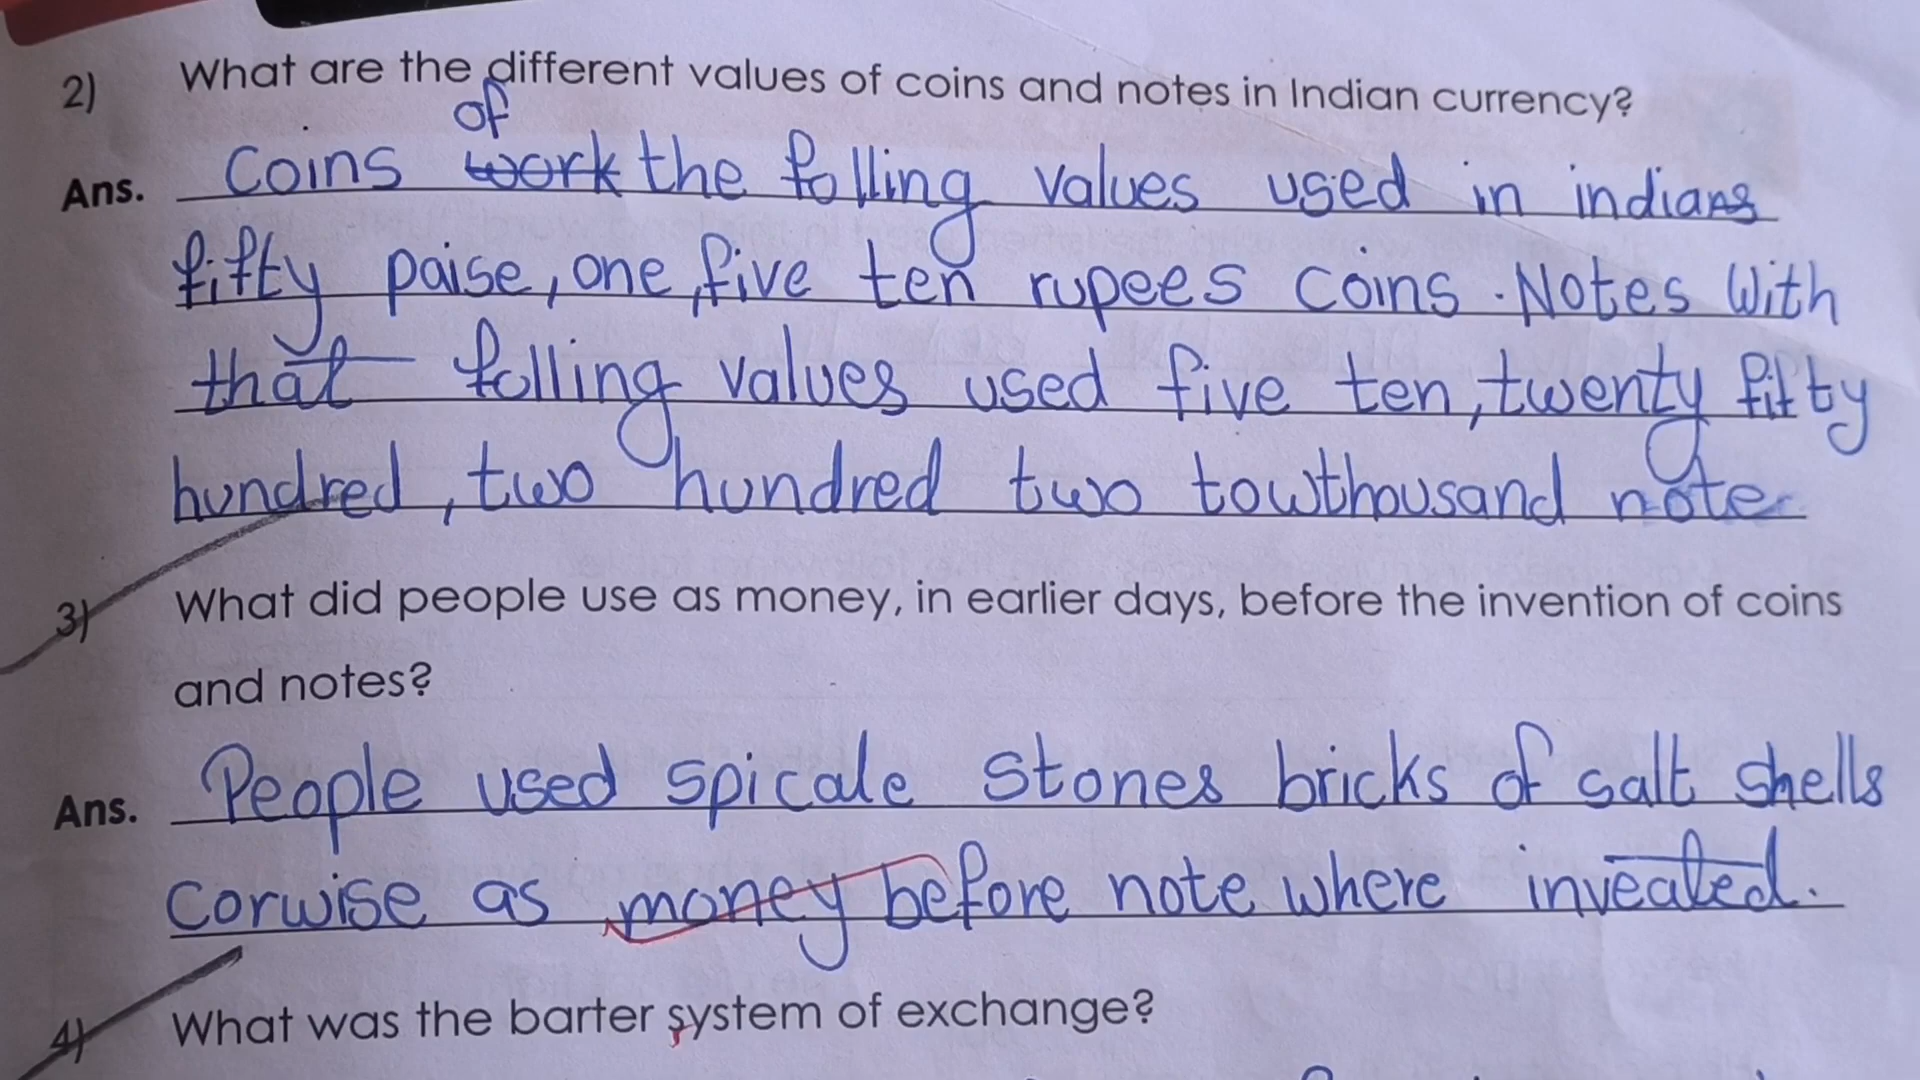 2) What are the different values of coins and notes in Indian currency?
of
Ans. Coins work the folling values used in indians
fifty paise, one, five ten rupees coins. Notes with
that folling values used five ten, twenty fifty
hundred, two hundred two towthousand note
3) What did people use as money, in earlier days, before the invention of coins
and notes?
Ans. People used spicale stones bricks of salt shells
corwise as money before note where inveated.
4) What was the barter system of exchange?